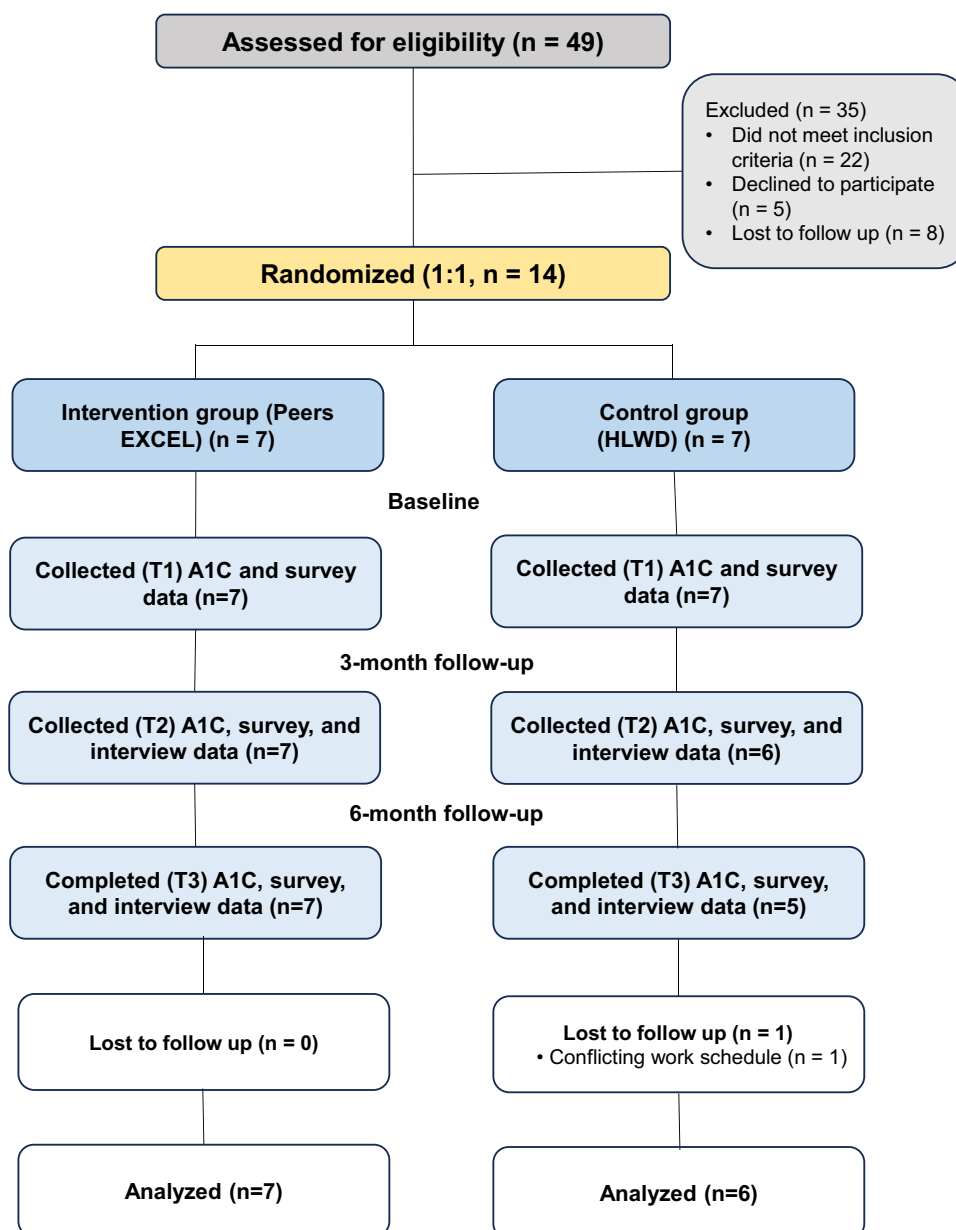 Assessed for eligibility (n = 49)
Excluded (n = 35)
• Did not meet inclusion
criteria (n = 22)
• Declined to participate
(n = 5)
• Lost to follow up (n = 8)
Randomized (1:1, n = 14)
Intervention group (Peers
EXCEL) (n = 7)
Control group
(HLWD) (n = 7)
Baseline
Collected (T1) A1C and survey
data (n=7)
Collected (T1) A1C and survey
data (n=7)
3-month follow-up
Collected (T2) A1C, survey, and
interview data (n=7)
Collected (T2) A1C, survey, and
interview data (n=6)
6-month follow-up
Completed (T3) A1C, survey,
and interview data (n=7)
Completed (T3) A1C, survey,
and interview data (n=5)
Lost to follow up (n = 0)
Lost to follow up (n = 1)
• Conflicting work schedule (n = 1)
Analyzed (n=7)
Analyzed (n=6)